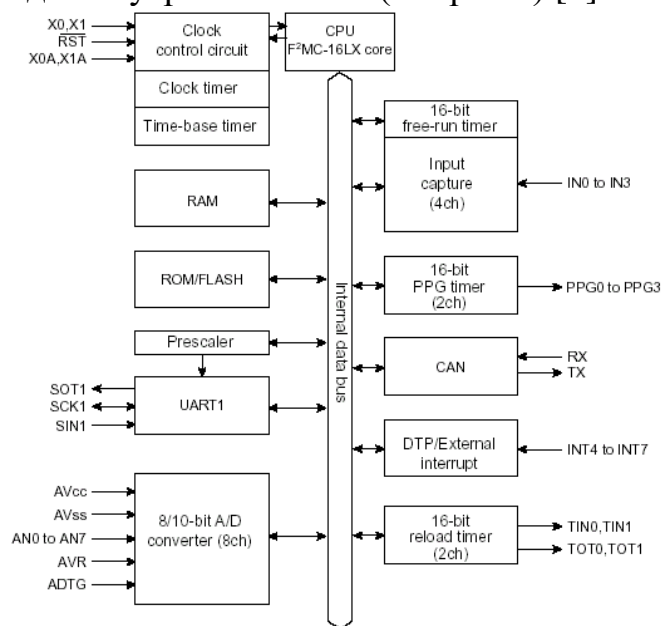 X0,X1
RST
X0A,X1A
Clock
control circuit
Clock timer
Time-base timer
CPU
F²MC-16LX core
RAM
ROM/FLASH
Prescaler
UART1
SOT1
SCK1
SIN1
AVcc
AVss
AN0 to AN7
AVR
ADTG
8/10-bit A/D
converter (8ch)
Internal data bus
16-bit
free-run timer
Input
capture
(4ch)
IN0 to IN3
16-bit
PPG timer
(2ch)
PPG0 to PPG3
CAN
RX
TX
DTP/External
interrupt
INT4 to INT7
16-bit
reload timer
(2ch)
TIN0,TIN1
TOT0,TOT1